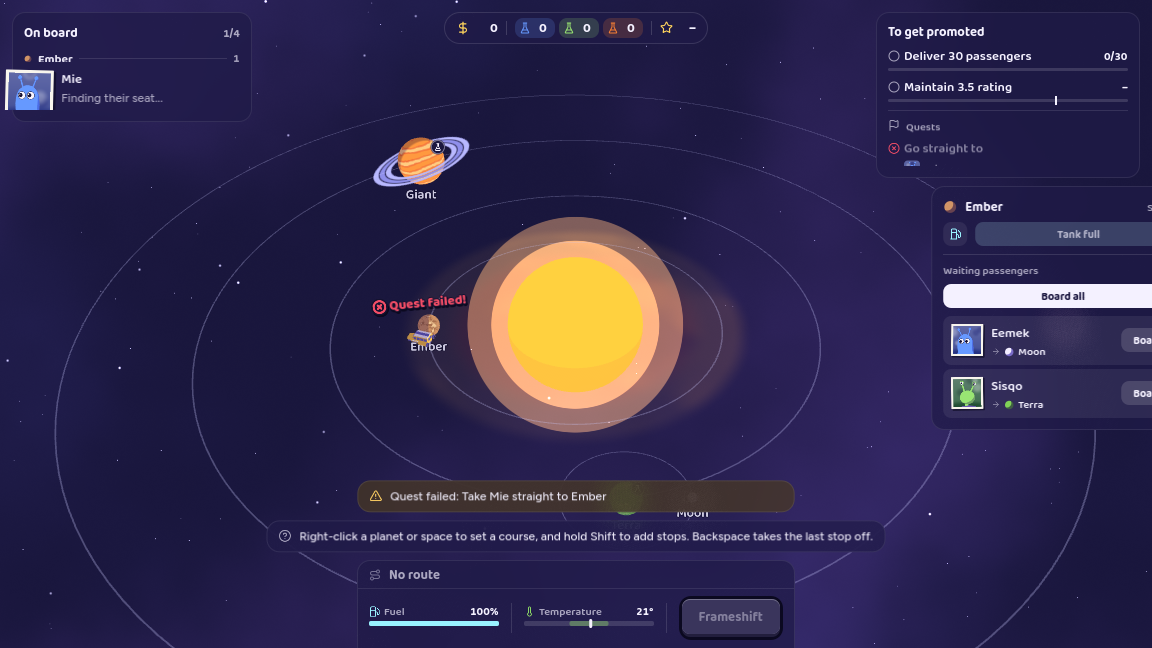 On board
1/4
Ember
1
Mie
Finding their seat...
$ 0
0
0
0
–
To get promoted
Deliver 30 passengers
0/30
Maintain 3.5 rating
–
Quests
Go straight to
Giant
Quest failed!
Ember
Ember
Tank full
Waiting passengers
Board all
Eemek
Boa
→ Moon
Sisqo
Boa
→ Terra
Quest failed: Take Mie straight to Ember
Moon
Right-click a planet or space to set a course, and hold Shift to add stops. Backspace takes the last stop off.
No route
Fuel
100%
Temperature
21°
Frameshift